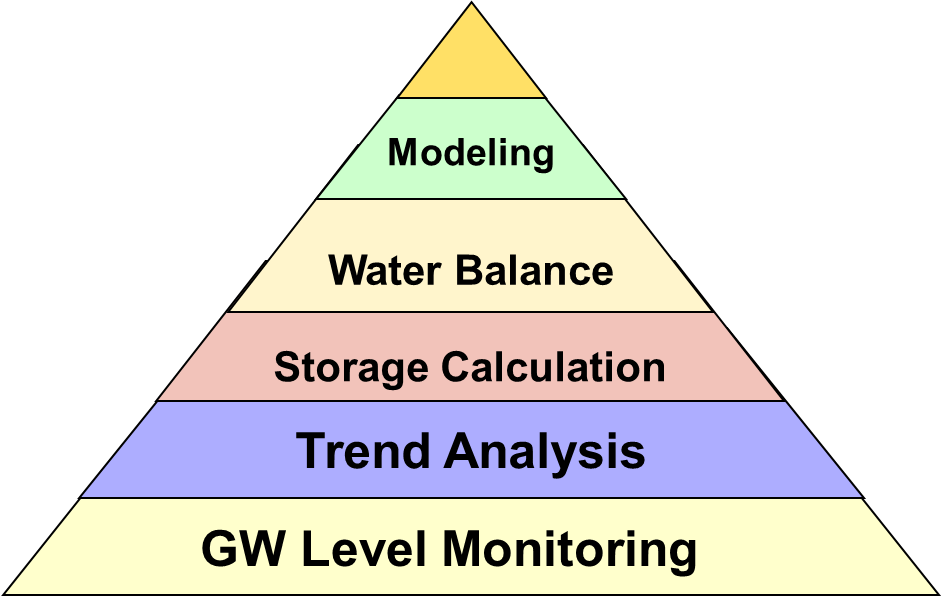 Modeling
Water Balance
Storage Calculation
Trend Analysis
GW Level Monitoring